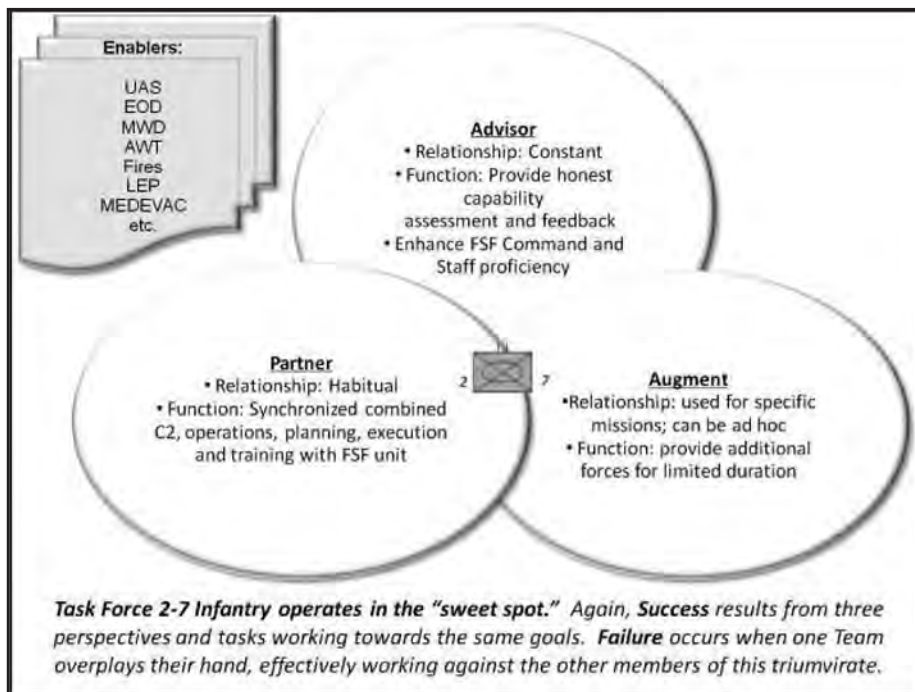 Enablers:
UAS
EOD
MWD
AWT
Fires
LEP
MEDEVAC
etc.
Advisor
• Relationship: Constant
• Function: Provide honest
capability
assessment and feedback
• Enhance FSF Command and
Staff proficiency
Partner
• Relationship: Habitual
• Function: Synchronized combined
C2, operations, planning, execution
and training with FSF unit
2 7
Augment
•Relationship: used for specific
missions; can be ad hoc
• Function: provide additional
forces for limited duration
Task Force 2-7 Infantry operates in the “sweet spot.” Again, Success results from three
perspectives and tasks working towards the same goals. Failure occurs when one Team
overplays their hand, effectively working against the other members of this triumvirate.